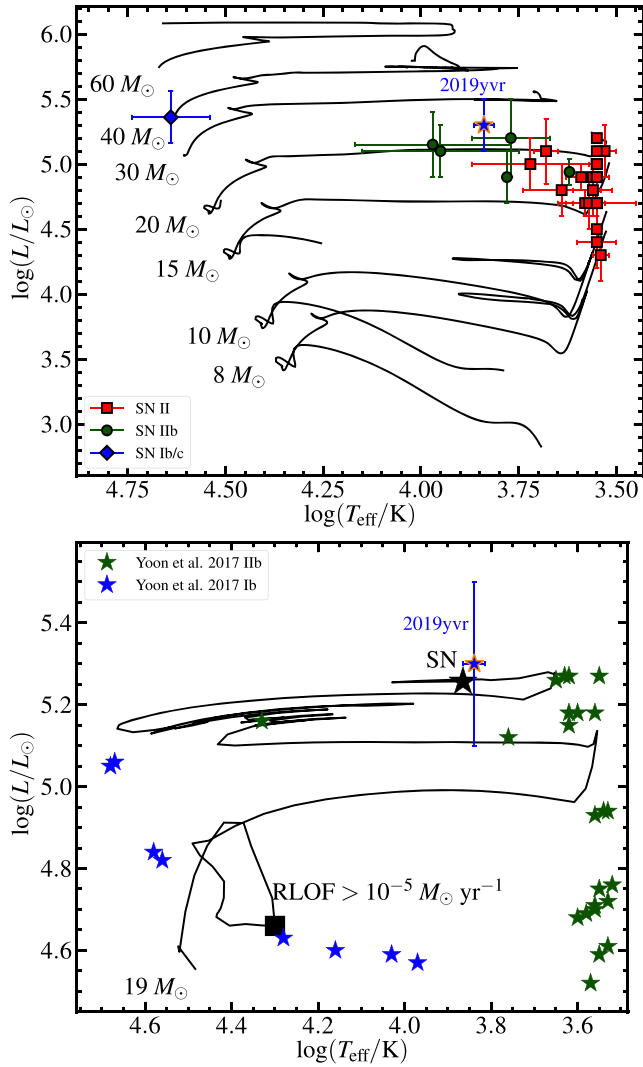 6.0
5.5
5.0
4.5
4.0
3.5
3.0
log(L/L⊙)
60 M⊙
40 M⊙
30 M⊙
20 M⊙
15 M⊙
10 M⊙
8 M⊙
2019yvr
SN II
SN IIb
SN Ib/c
4.75 4.50 4.25 4.00 3.75 3.50
log(T_eff/K)
Yoon et al. 2017 IIb
Yoon et al. 2017 Ib
5.4
5.2
5.0
4.8
4.6
log(L/L⊙)
2019yvr
SN
RLOF > 10⁻⁵ M⊙ yr⁻¹
19 M⊙
4.6 4.4 4.2 4.0 3.8 3.6
log(T_eff/K)